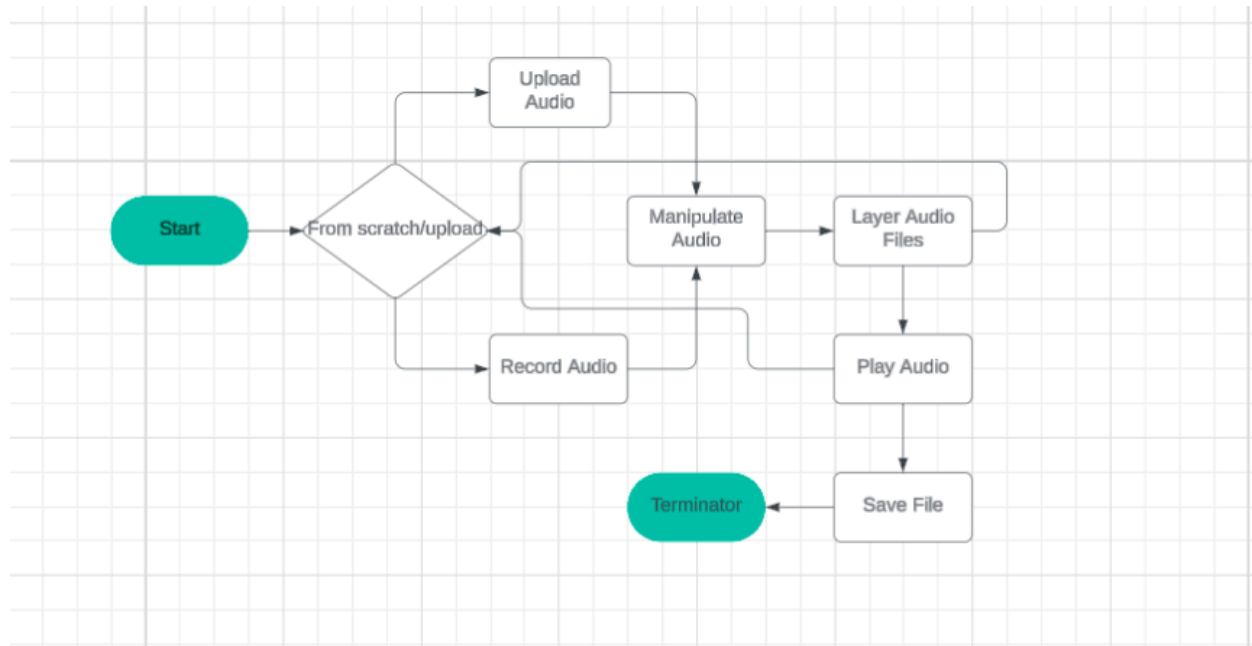 Upload
Audio
Start
From scratch/upload
Manipulate
Audio
Layer Audio
Files
Record Audio
Play Audio
Terminator
Save File